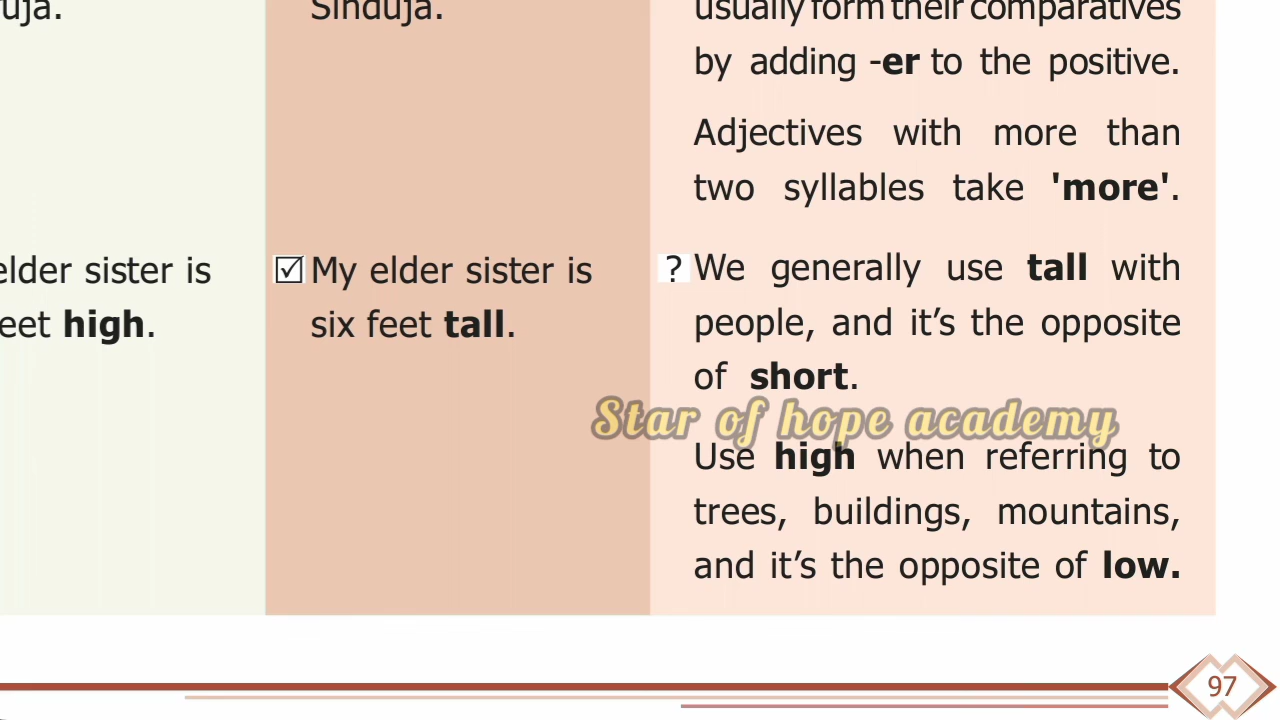 uja.
elder sister is
eet high.
Sinduja.
☑ My elder sister is
six feet tall.
usually form their comparatives
by adding -er to the positive.
Adjectives with more than
two syllables take 'more'.
? We generally use tall with
people, and it's the opposite
of short.
Use high when referring to
trees, buildings, mountains,
and it's the opposite of low.
Star of hope academy
97